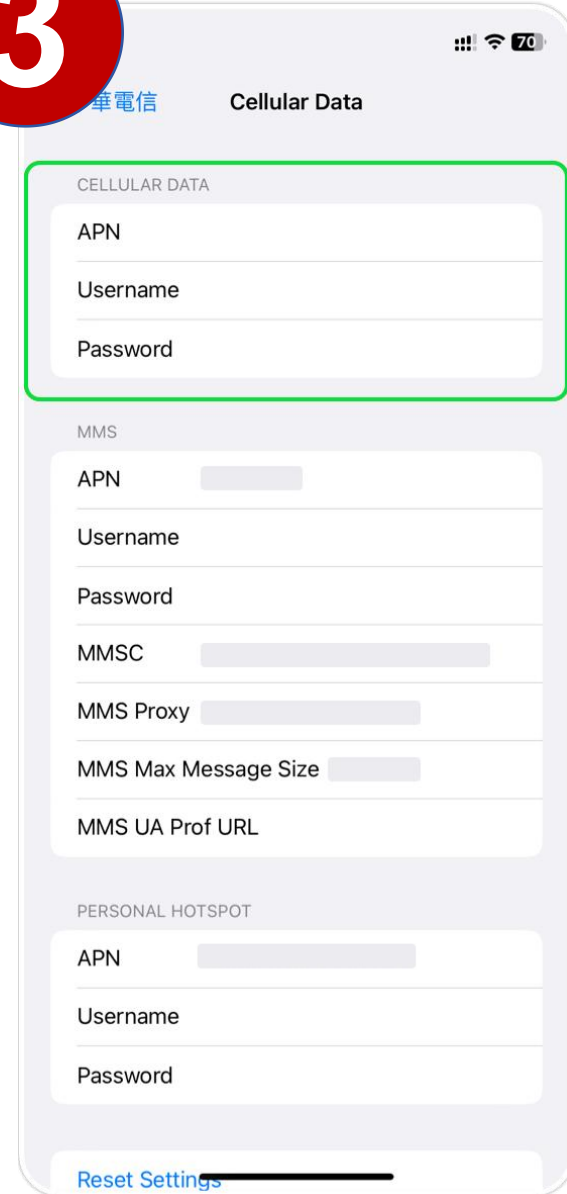 3
70
華電信
Cellular Data
CELLULAR DATA
APN
Username
Password
MMS
APN
Username
Password
MMSC
MMS Proxy
MMS Max Message Size
MMS UA Prof URL
PERSONAL HOTSPOT
APN
Username
Password
Reset Settings